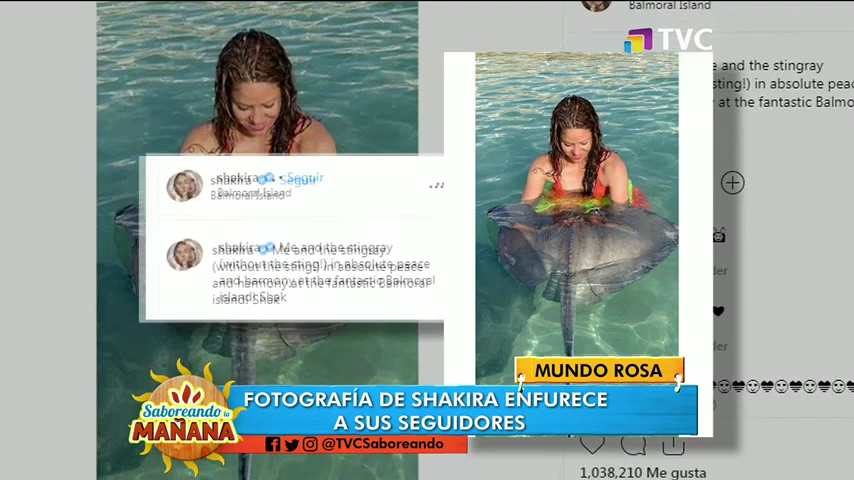 Balmoral Island
TVC
e and the stingray
sting!) in absolute peac
y at the fantastic Balmo
shakira • Seguir
Balmoral Island
shakira Me and the stingray
(without the sting!) in absolute peace
and harmony at the fantastic Balmoral
island! Shak
der
der
MUNDO ROSA
FOTOGRAFÍA DE SHAKIRA ENFURECE
A SUS SEGUIDORES
Saboreando la
MAÑANA
@TVCSaboreando
1,038,210 Me gusta